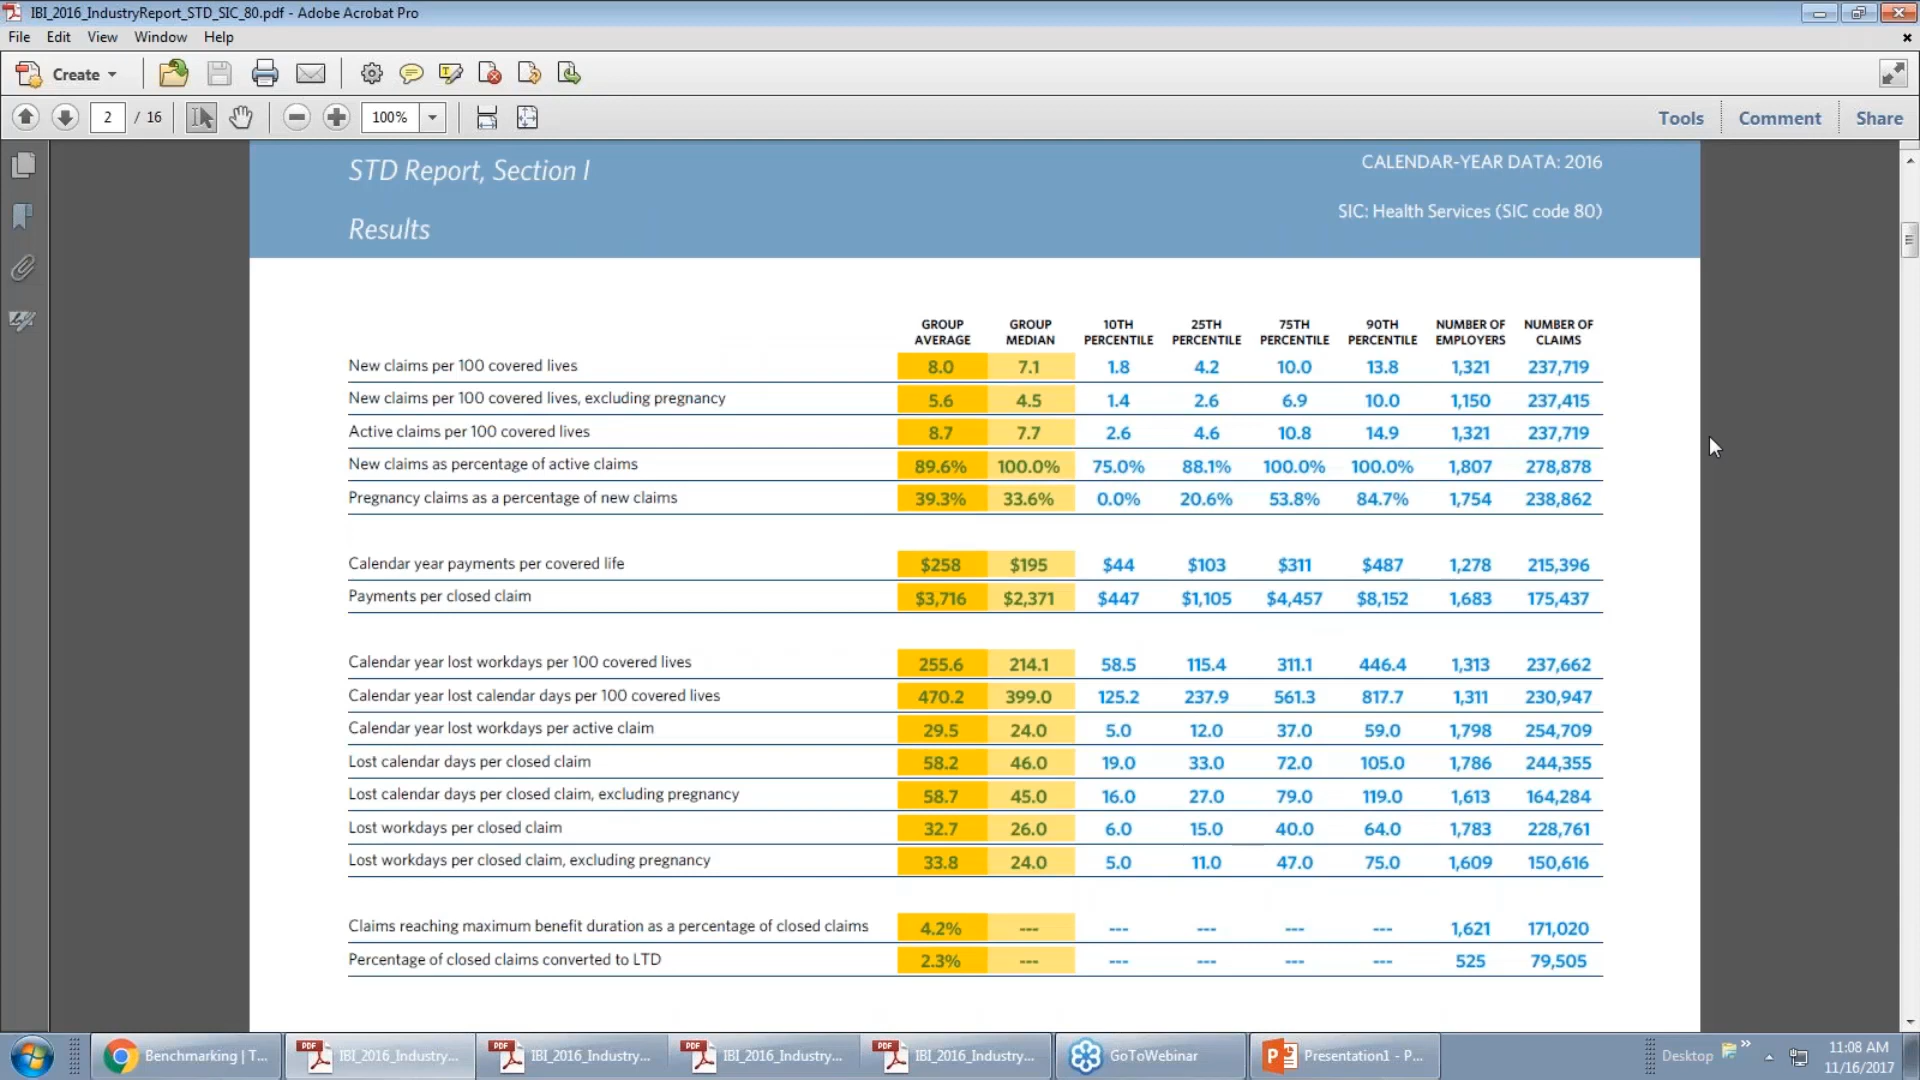 IBI_2016_IndustryReport_STD_SIC_80.pdf - Adobe Acrobat Pro
File Edit View Window Help
Create
2 / 16 100% Tools Comment Share
STD Report, Section I CALENDAR-YEAR DATA: 2016
Results SIC: Health Services (SIC code 80)
GROUP AVERAGE GROUP MEDIAN 10TH PERCENTILE 25TH PERCENTILE 75TH PERCENTILE 90TH PERCENTILE NUMBER OF EMPLOYERS NUMBER OF CLAIMS
New claims per 100 covered lives 8.0 7.1 1.8 4.2 10.0 13.8 1,321 237,719
New claims per 100 covered lives, excluding pregnancy 5.6 4.5 1.4 2.6 6.9 10.0 1,150 237,415
Active claims per 100 covered lives 8.7 7.7 2.6 4.6 10.8 14.9 1,321 237,719
New claims as percentage of active claims 89.6% 100.0% 75.0% 88.1% 100.0% 100.0% 1,807 278,878
Pregnancy claims as a percentage of new claims 39.3% 33.6% 0.0% 20.6% 53.8% 84.7% 1,754 238,862
Calendar year payments per covered life $258 $195 $44 $103 $311 $487 1,278 215,396
Payments per closed claim $3,716 $2,371 $447 $1,105 $4,457 $8,152 1,683 175,437
Calendar year lost workdays per 100 covered lives 255.6 214.1 58.5 115.4 311.1 446.4 1,313 237,662
Calendar year lost calendar days per 100 covered lives 470.2 399.0 125.2 237.9 561.3 817.7 1,311 230,947
Calendar year lost workdays per active claim 29.5 24.0 5.0 12.0 37.0 59.0 1,798 254,709
Lost calendar days per closed claim 58.2 46.0 19.0 33.0 72.0 105.0 1,786 244,355
Lost calendar days per closed claim, excluding pregnancy 58.7 45.0 16.0 27.0 79.0 119.0 1,613 164,284
Lost workdays per closed claim 32.7 26.0 6.0 15.0 40.0 64.0 1,783 228,761
Lost workdays per closed claim, excluding pregnancy 33.8 24.0 5.0 11.0 47.0 75.0 1,609 150,616
Claims reaching maximum benefit duration as a percentage of closed claims 4.2% --- --- --- --- --- 1,621 171,020
Percentage of closed claims converted to LTD 2.3% --- --- --- --- --- 525 79,505
Benchmarking | T... IBI_2016_Industry... IBI_2016_Industry... IBI_2016_Industry... IBI_2016_Industry... GoToWebinar Presentation1 - P... Desktop 11:08 AM
11/16/2017